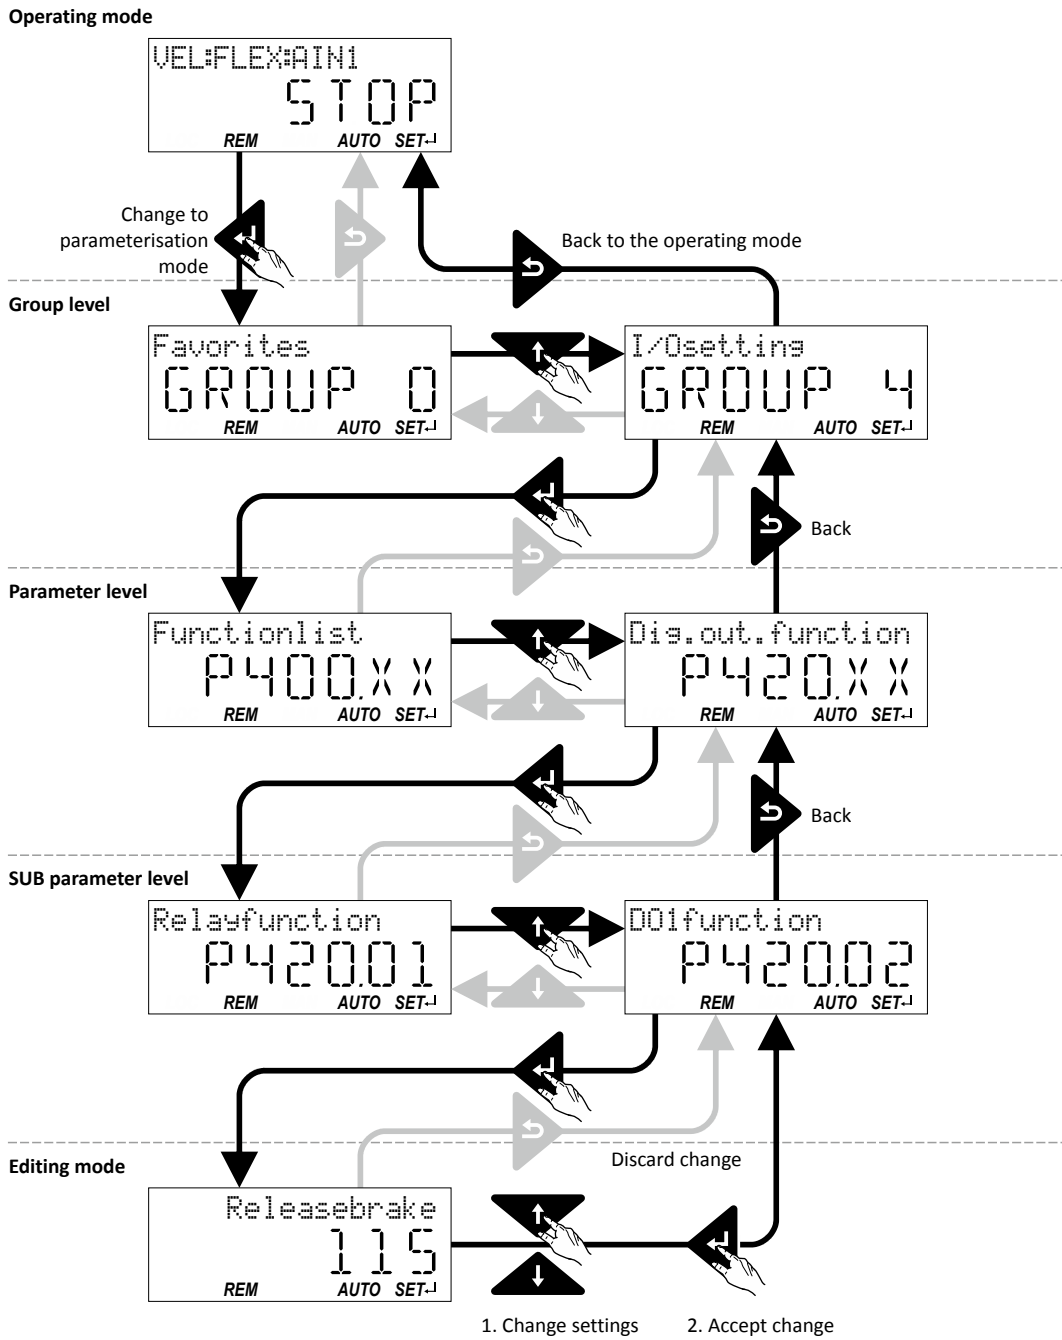 Operating mode
VEL:FLEX:AIN1
STOP
REM AUTO SET
Change to
parameterisation
mode
Back to the operating mode
Group level
Favorites
GROUP 0
REM AUTO SET
I/Osetting
GROUP 4
REM AUTO SET
Back
Parameter level
Functionlist
P400.XX
REM AUTO SET
Dig.out.function
P420.XX
REM AUTO SET
Back
SUB parameter level
Relayfunction
P420.01
REM AUTO SET
DO1function
P420.02
REM AUTO SET
Discard change
Editing mode
Releasebrake
115
REM AUTO SET
1. Change settings
2. Accept change